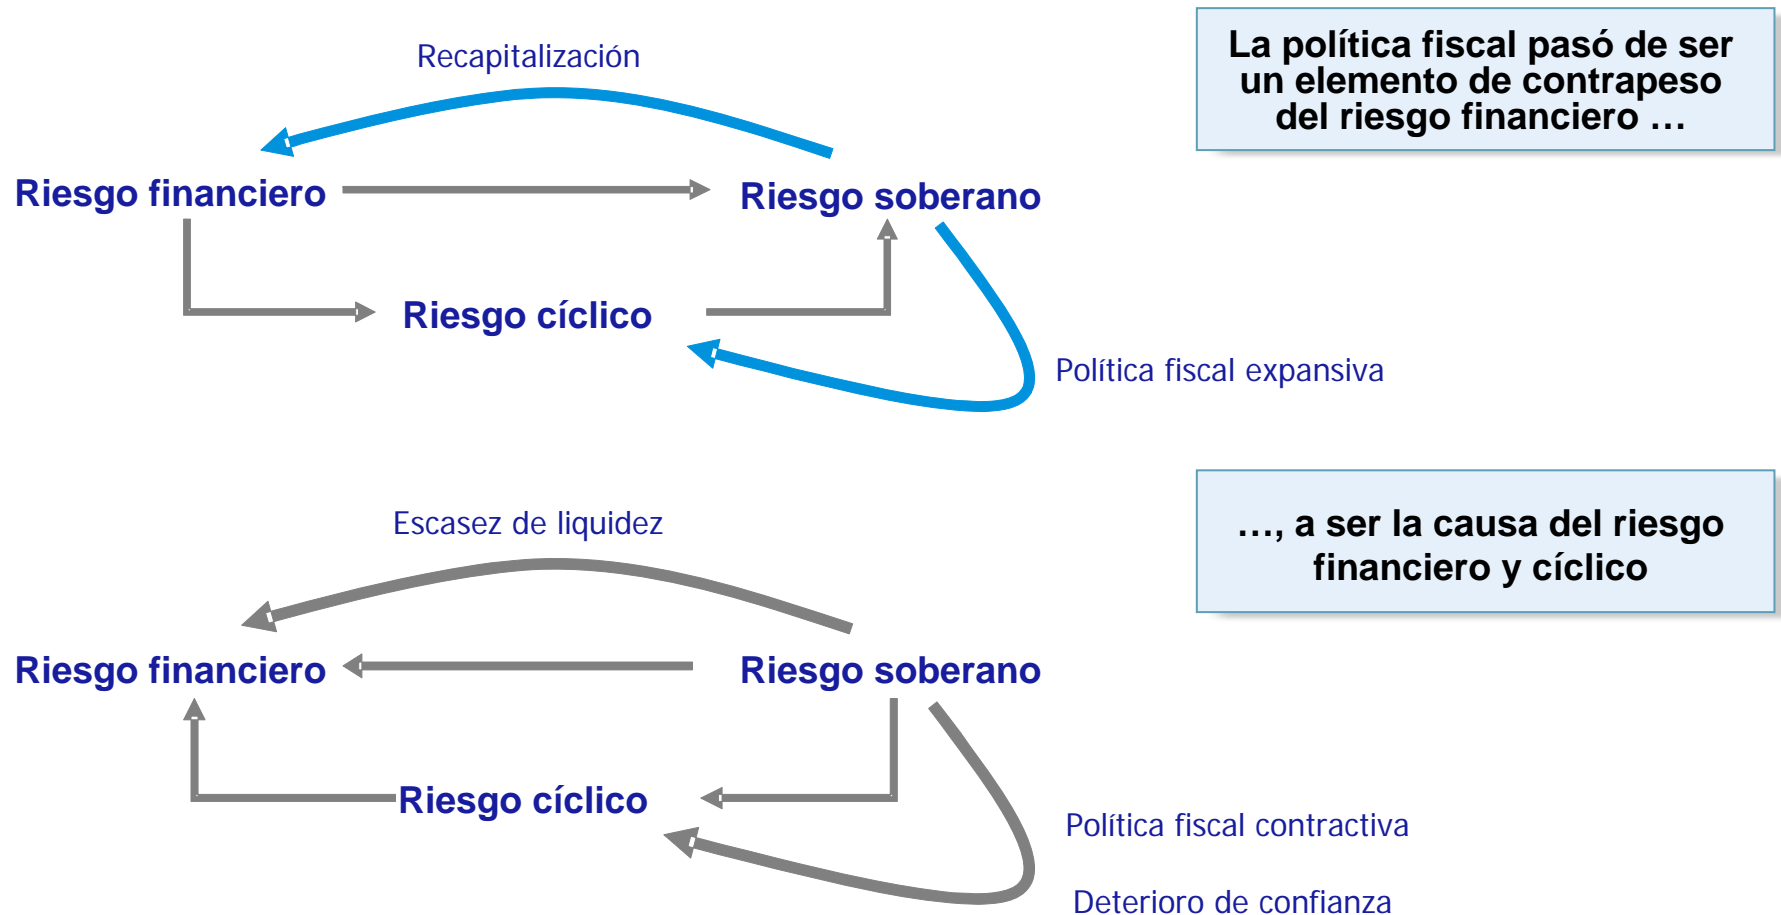 Recapitalización
La política fiscal pasó de ser
un elemento de contrapeso
del riesgo financiero …
Riesgo financiero
Riesgo soberano
Riesgo cíclico
Política fiscal expansiva
Escasez de liquidez
…, a ser la causa del riesgo
financiero y cíclico
Riesgo financiero
Riesgo soberano
Riesgo cíclico
Política fiscal contractiva
Deterioro de confianza